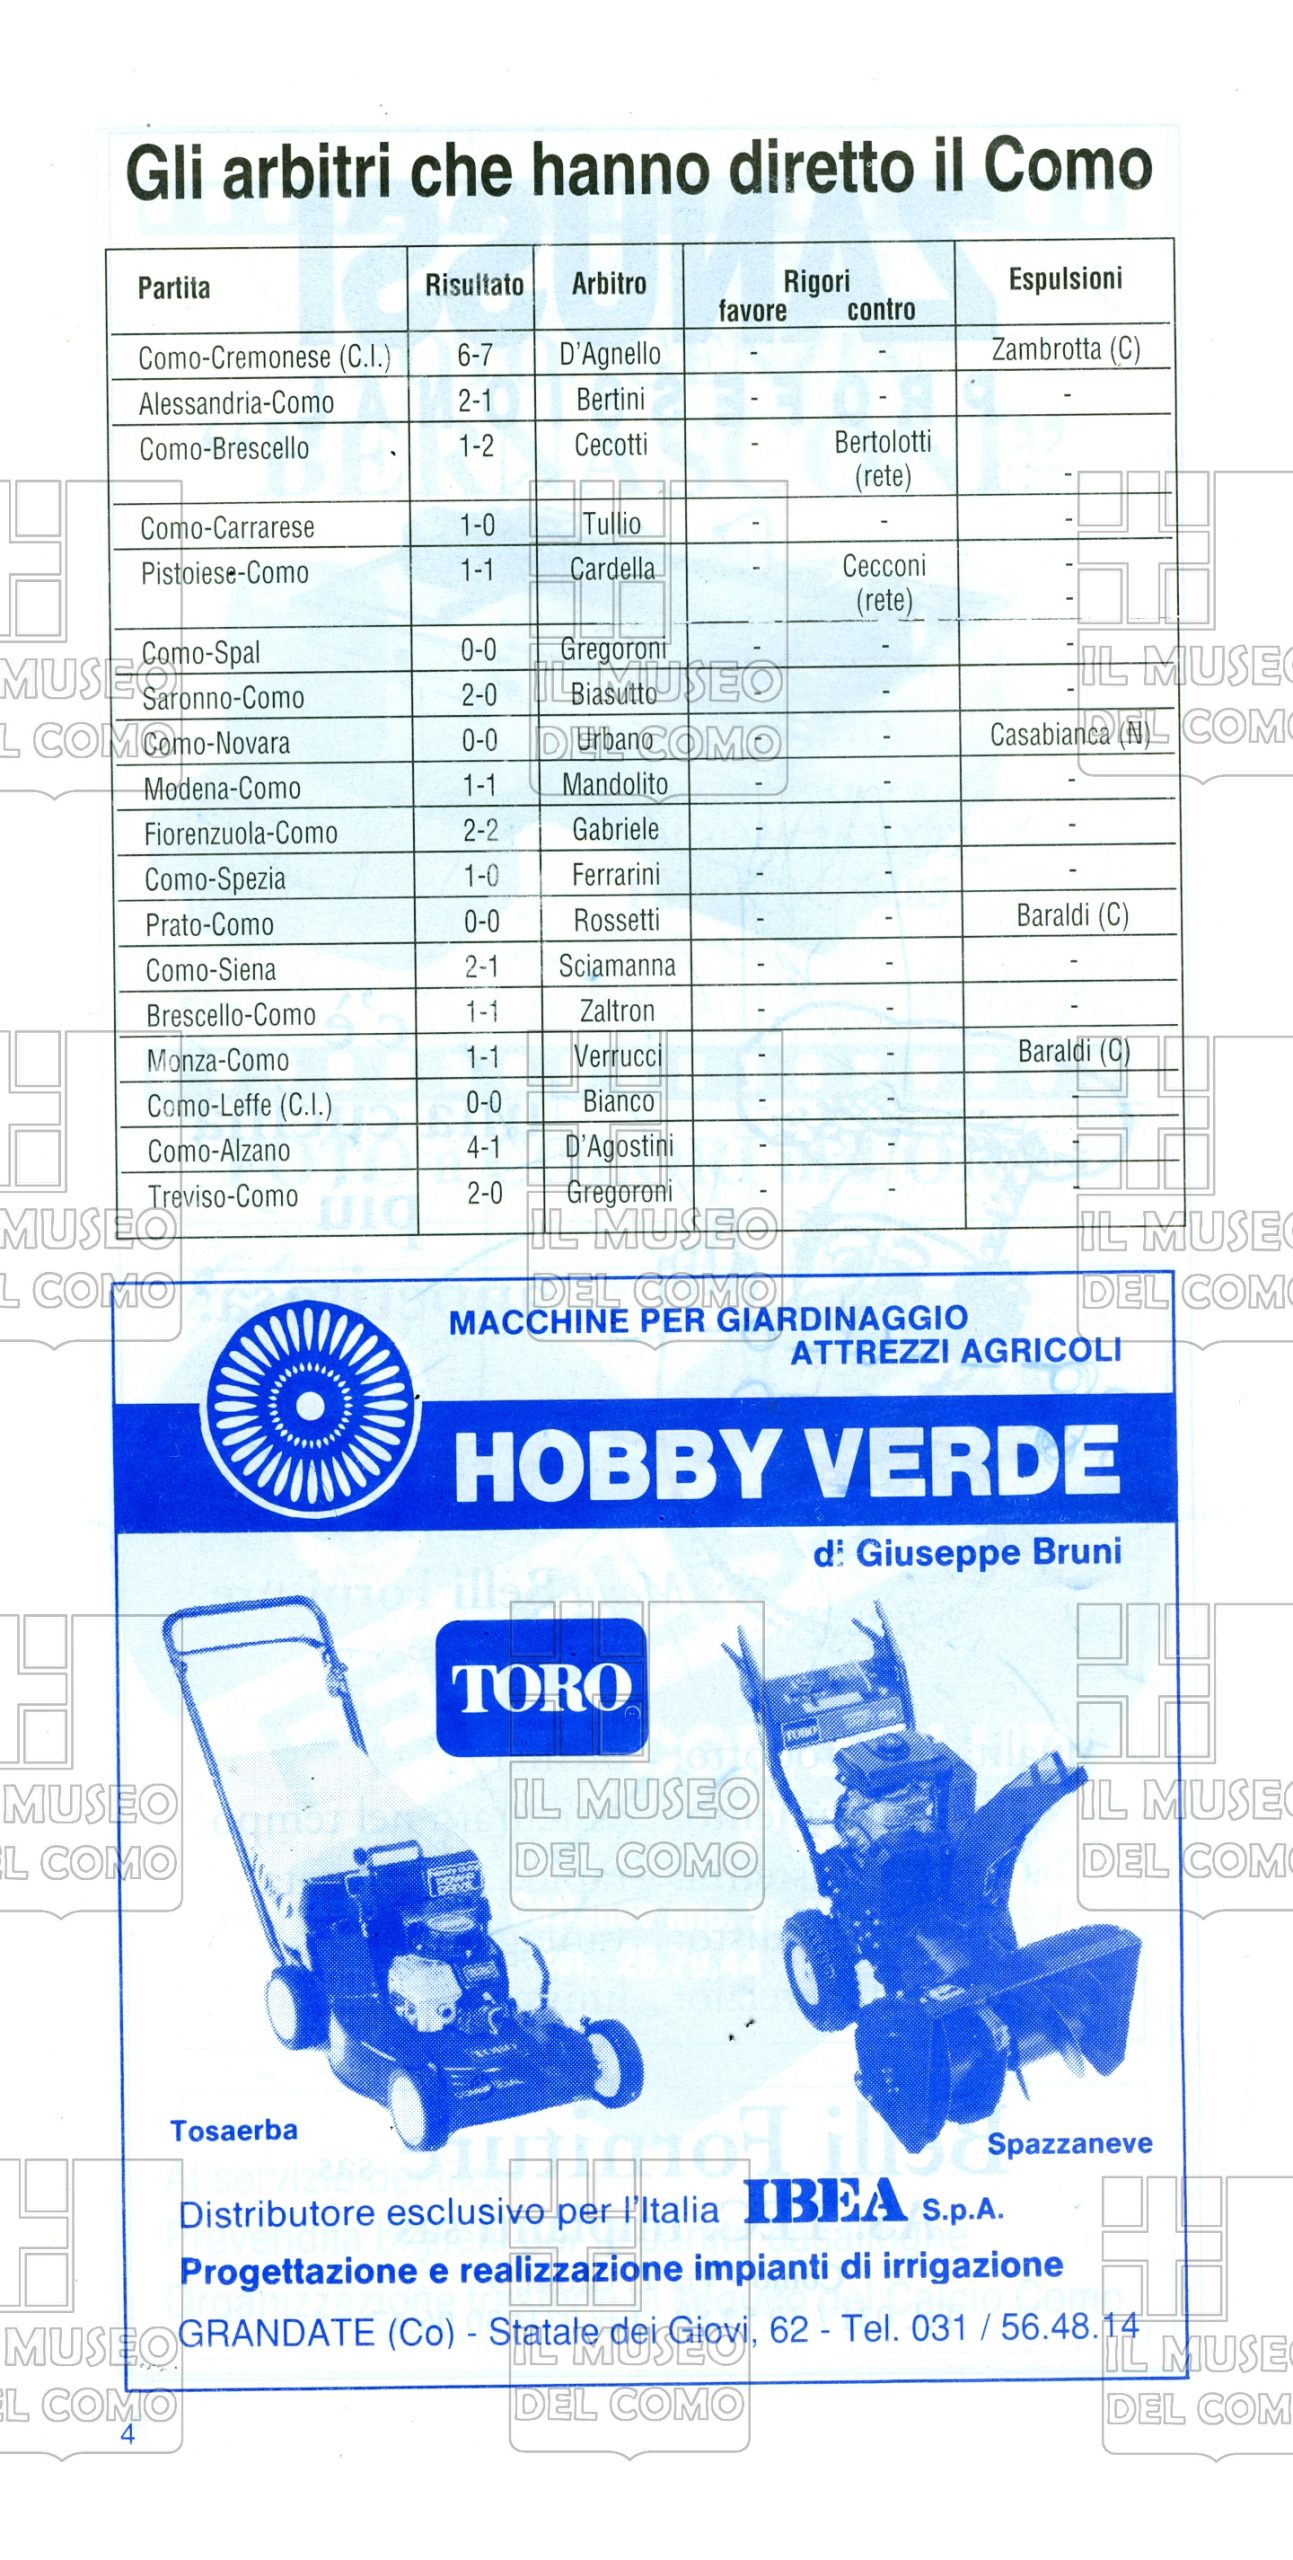 Gli arbitri che hanno diretto il Como
Partita Risultato Arbitro Rigori Espulsioni
favore contro
Como-Cremonese (C.I.) 6-7 D'Agnello - - Zambrotta (C)
Alessandria-Como 2-1 Bertini - - -
Como-Brescello 1-2 Cecotti - Bertolotti
(rete) -
Como-Carrarese 1-0 Tullio - - -
Pistoiese-Como 1-1 Cardella - Cecconi -
(rete) -
Como-Spal 0-0 Gregoroni - - -
Saronno-Como 2-0 Biasutto - - -
Como-Novara 0-0 Urbano - - Casabianca (N)
Modena-Como 1-1 Mandolito - - -
Fiorenzuola-Como 2-2 Gabriele - - -
Como-Spezia 1-0 Ferrarini - - -
Prato-Como 0-0 Rossetti - - Baraldi (C)
Como-Siena 2-1 Sciamanna - - -
Brescello-Como 1-1 Zaltron - - -
Monza-Como 1-1 Verrucci - - Baraldi (C)
Como-Leffe (C.I.) 0-0 Bianco - - -
Como-Alzano 4-1 D'Agostini - - -
Treviso-Como 2-0 Gregoroni - - -
MACCHINE PER GIARDINAGGIO
ATTREZZI AGRICOLI
HOBBY VERDE
di Giuseppe Bruni
TORO
TORO
TORO
Tosaerba
Spazzaneve
Distributore esclusivo per l'Italia IBEA S.p.A.
Progettazione e realizzazione impianti di irrigazione
GRANDATE (Co) - Statale dei Giovi, 62 - Tel. 031 / 56.48.14
4
IL MUSEO
DEL COMO